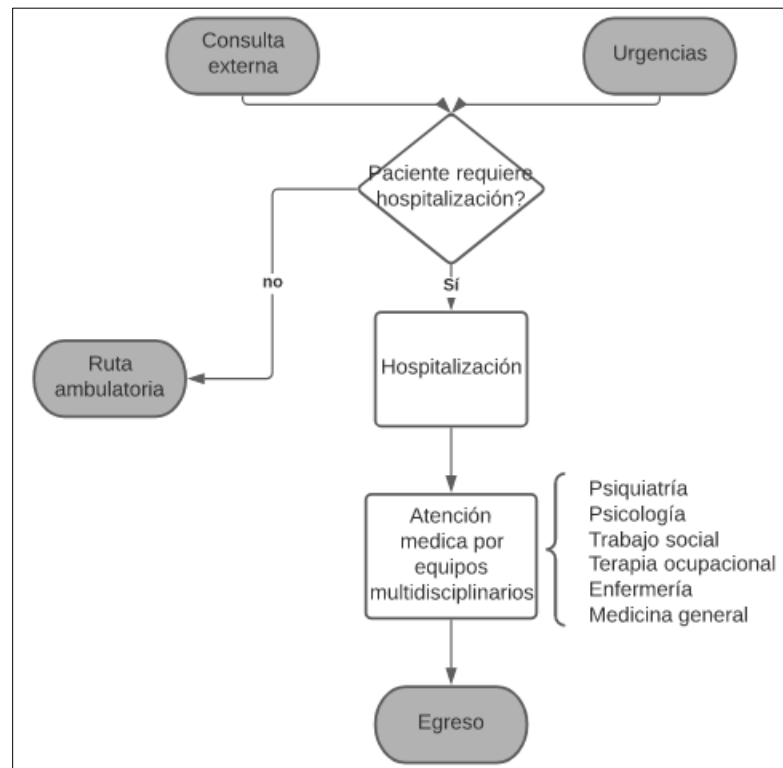 Consulta
externa
Urgencias
Paciente requiere
hospitalización?
no
Sí
Ruta
ambulatoria
Hospitalización
Atención
medica por
equipos
multidisciplinarios
Psiquiatría
Psicología
Trabajo social
Terapia ocupacional
Enfermería
Medicina general
Egreso